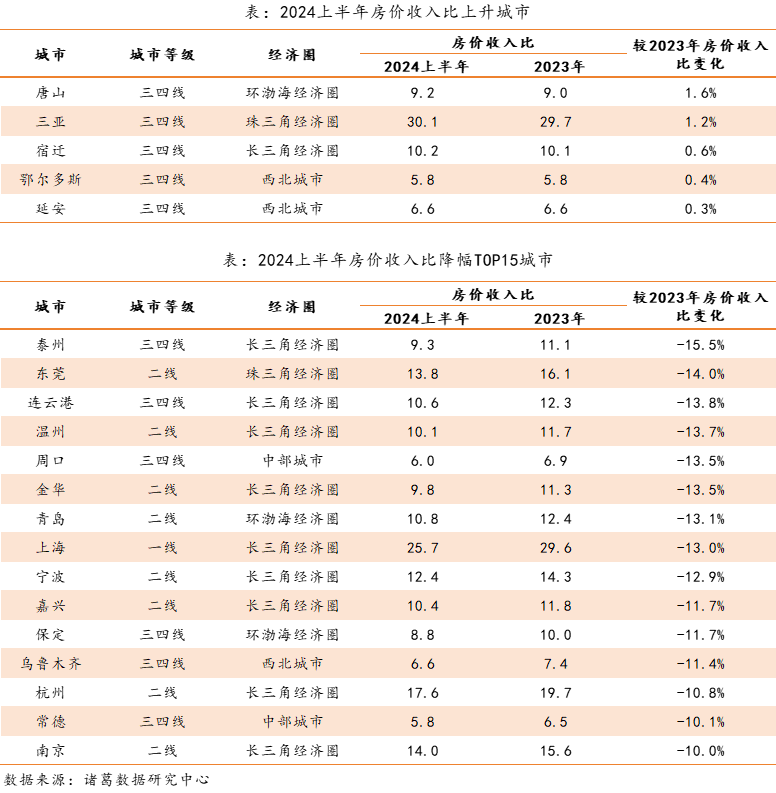 表：2024上半年房价收入比上升城市
城市 城市等级 经济圈 房价收入比 较2023年房价收入比变化
2024上半年 2023年
唐山 三四线 环渤海经济圈 9.2 9.0 1.6%
三亚 三四线 珠三角经济圈 30.1 29.7 1.2%
宿迁 三四线 长三角经济圈 10.2 10.1 0.6%
鄂尔多斯 三四线 西北城市 5.8 5.8 0.4%
延安 三四线 西北城市 6.6 6.6 0.3%
表：2024上半年房价收入比降幅TOP15城市
城市 城市等级 经济圈 房价收入比 较2023年房价收入比变化
2024上半年 2023年
泰州 三四线 长三角经济圈 9.3 11.1 -15.5%
东莞 二线 珠三角经济圈 13.8 16.1 -14.0%
连云港 三四线 长三角经济圈 10.6 12.3 -13.8%
温州 二线 长三角经济圈 10.1 11.7 -13.7%
周口 三四线 中部城市 6.0 6.9 -13.5%
金华 二线 长三角经济圈 9.8 11.3 -13.5%
青岛 二线 环渤海经济圈 10.8 12.4 -13.1%
上海 一线 长三角经济圈 25.7 29.6 -13.0%
宁波 二线 长三角经济圈 12.4 14.3 -12.9%
嘉兴 二线 长三角经济圈 10.4 11.8 -11.7%
保定 三四线 环渤海经济圈 8.8 10.0 -11.7%
乌鲁木齐 三四线 西北城市 6.6 7.4 -11.4%
杭州 二线 长三角经济圈 17.6 19.7 -10.8%
常德 三四线 中部城市 5.8 6.5 -10.1%
南京 二线 长三角经济圈 14.0 15.6 -10.0%
数据来源：诸葛数据研究中心